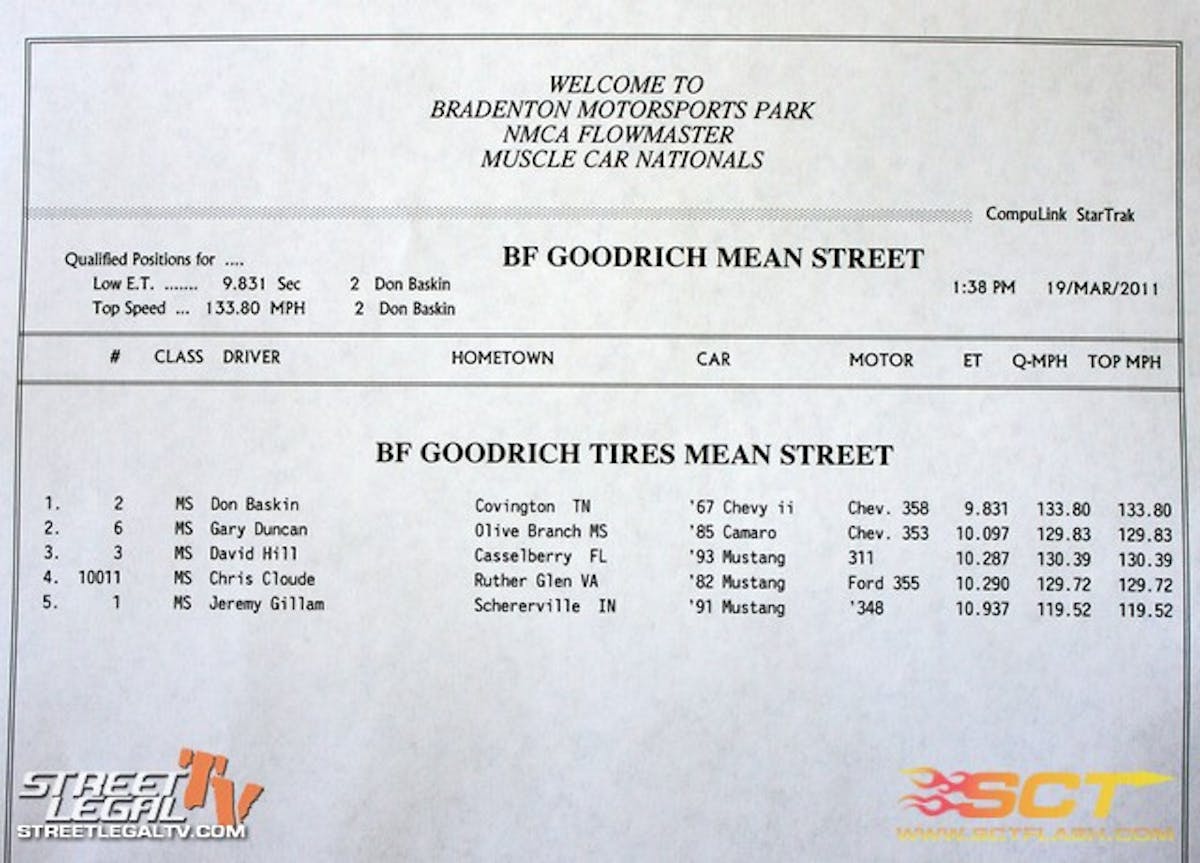 WELCOME TO
BRADENTON MOTORSPORTS PARK
NMCA FLOWMASTER
MUSCLE CAR NATIONALS
CompuLink StarTrak
Qualified Positions for .... BF GOODRICH MEAN STREET
Low E.T. ....... 9.831 Sec 2 Don Baskin 1:38 PM 19/MAR/2011
Top Speed ... 133.80 MPH 2 Don Baskin
# CLASS DRIVER HOMETOWN CAR MOTOR ET Q-MPH TOP MPH
BF GOODRICH TIRES MEAN STREET
1. 2 MS Don Baskin Covington TN '67 Chevy ii Chev. 358 9.831 133.80 133.80
2. 6 MS Gary Duncan Olive Branch MS '85 Camaro Chev. 353 10.097 129.83 129.83
3. 3 MS David Hill Casselberry FL '93 Mustang 311 10.287 130.39 130.39
4. 10011 MS Chris Cloude Ruther Glen VA '82 Mustang Ford 355 10.290 129.72 129.72
5. 1 MS Jeremy Gillam Schererville IN '91 Mustang '348 10.937 119.52 119.52
STREET LEGAL TV
STREETLEGALTV.COM
SCT
WWW.SCTFLASH.COM